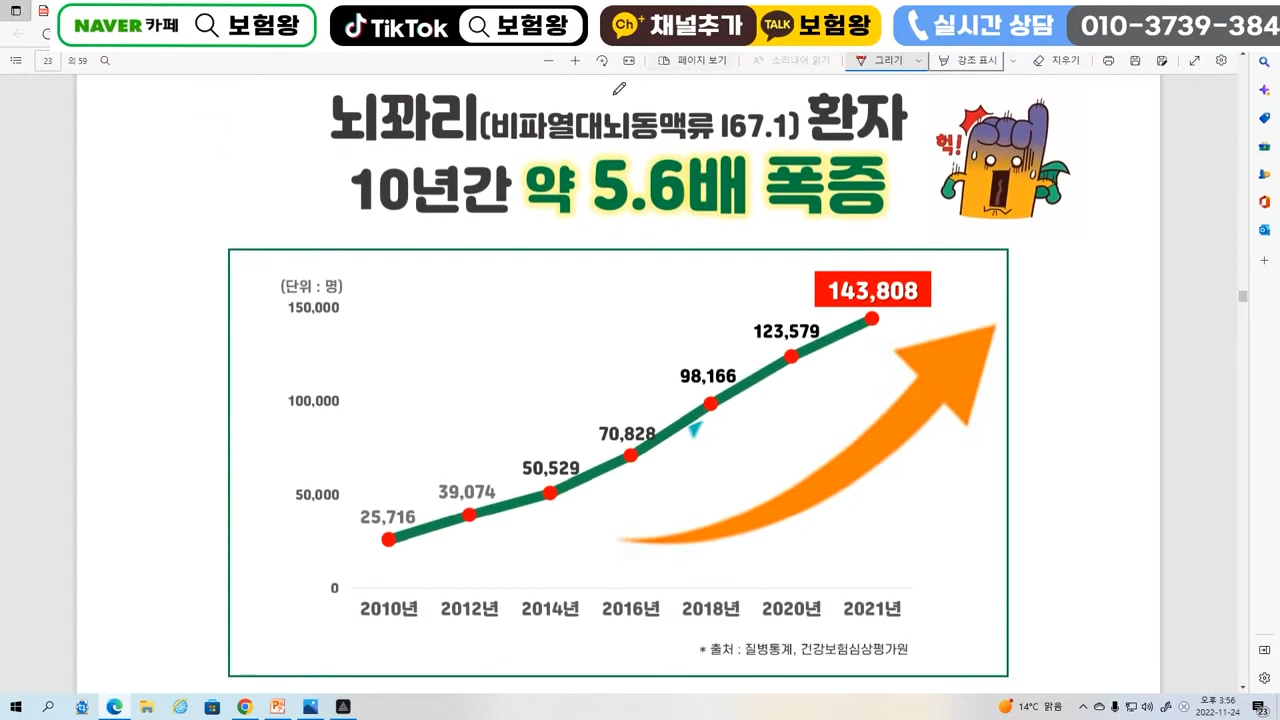 NAVER 카페 보험왕 TikTok 보험왕 Ch+ 채널추가 TALK 보험왕 실시간 상담 010-3739-384
23 의 59 페이지 보기 소리내어 읽기 그리기 강조 표시 지우기
뇌꽈리(비파열대뇌동맥류 I67.1) 환자
10년간 약 5.6배 폭증
헉!
(단위 : 명)
150,000
100,000
50,000
0
25,716
39,074
50,529
70,828
98,166
123,579
143,808
2010년 2012년 2014년 2016년 2018년 2020년 2021년
* 출처 : 질병통계, 건강보험심상평가원
14°C 맑음
오후 3:56
2022-11-24
23